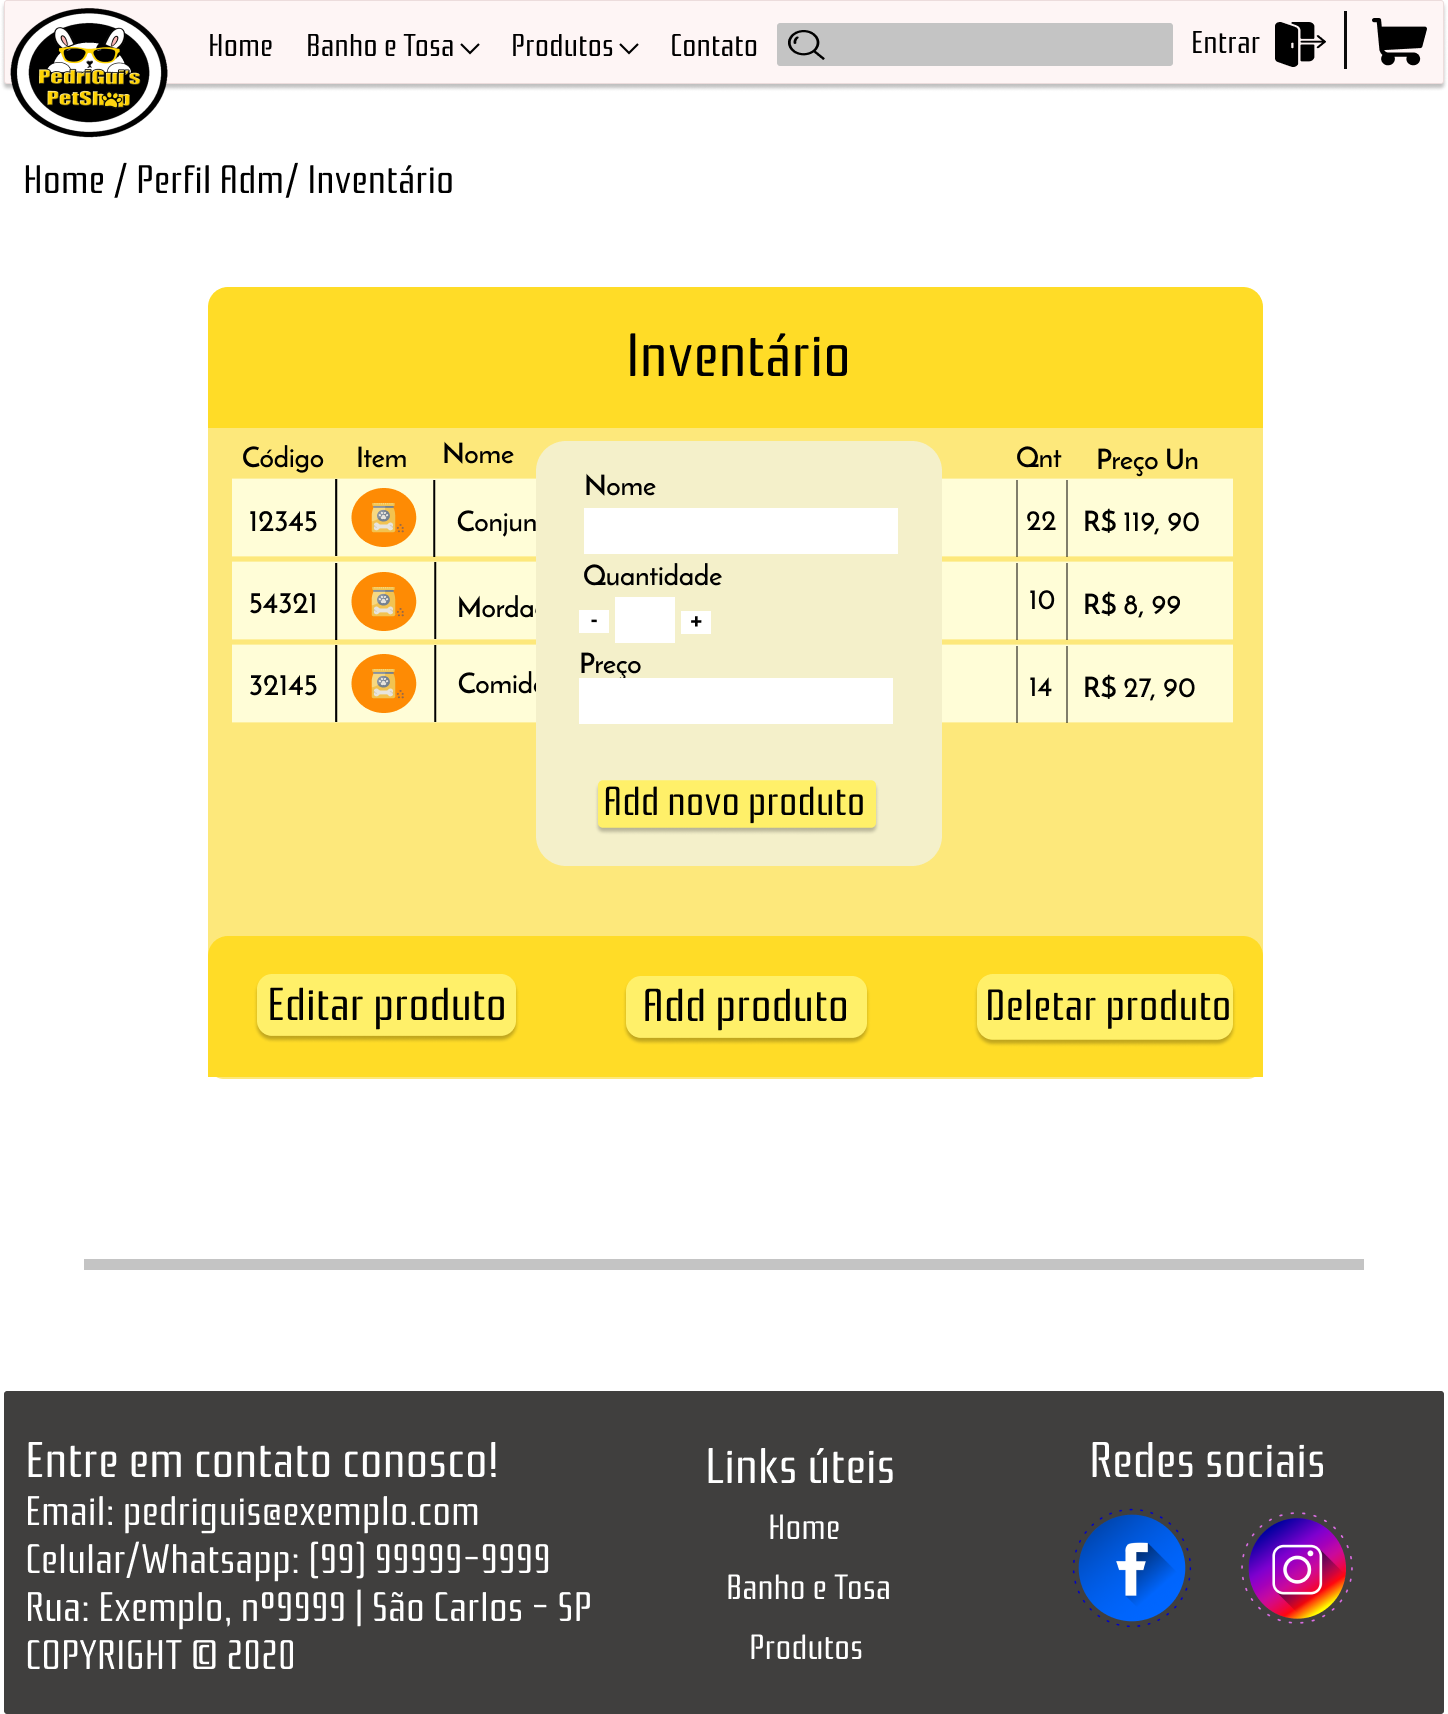 Home Banho e Tosa Produtos Contato Entrar
PedriGui's
PetShop
Home / Perfil Adm/ Inventário
Inventário
Código Item Nome Qnt Preço Un
12345 Conjun 22 R$ 119, 90
54321 Morda 10 R$ 8, 99
32145 Comid 14 R$ 27, 90
Nome
Quantidade
- +
Preço
Add novo produto
Editar produto Add produto Deletar produto
Entre em contato conosco!
Email: pedriguis@exemplo.com
Celular/Whatsapp: (99) 99999-9999
Rua: Exemplo, nº9999 | São Carlos - SP
COPYRIGHT © 2020
Links úteis
Home
Banho e Tosa
Produtos
Redes sociais